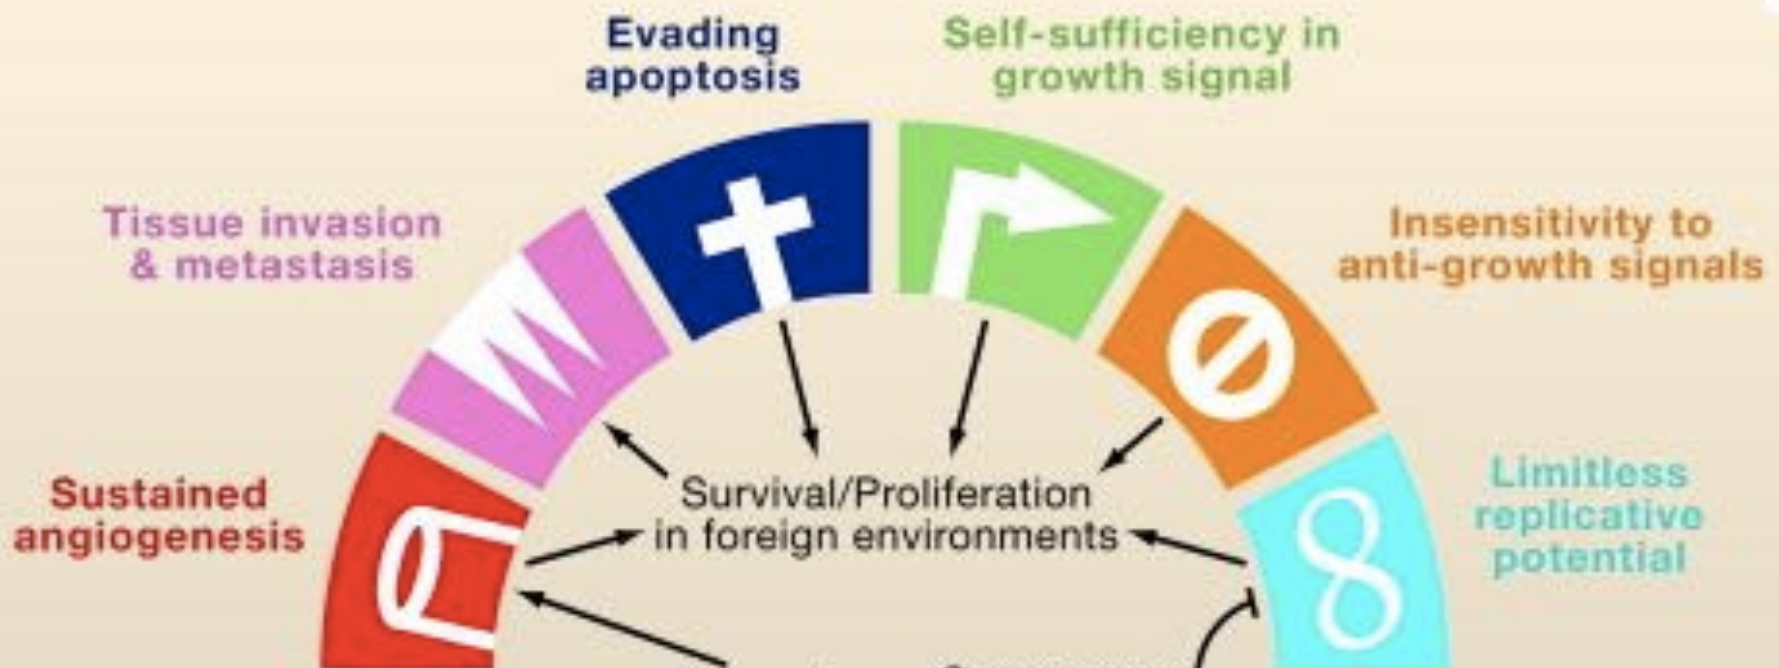 Evading
apoptosis
Self-sufficiency in
growth signal
Tissue invasion
& metastasis
Insensitivity to
anti-growth signals
Sustained
angiogenesis
Survival/Proliferation
in foreign environments
Limitless
replicative
potential